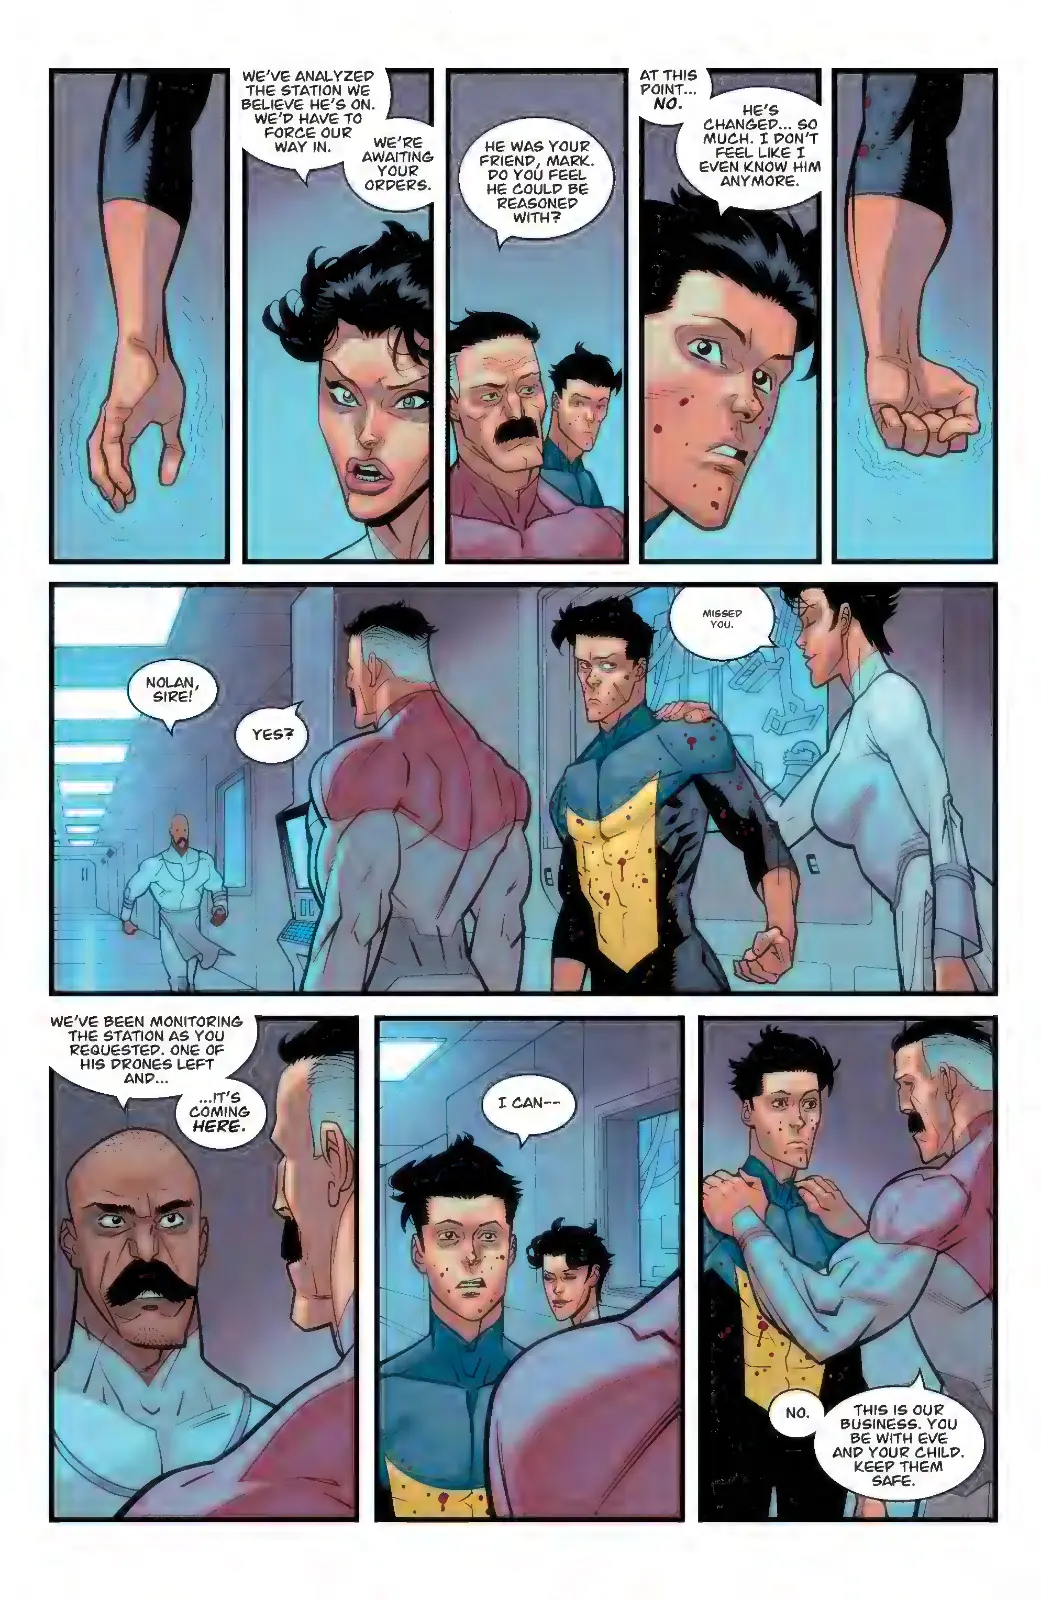 WE'VE ANALYZED
THE STATION WE
BELIEVE HE'S ON.
WE'D HAVE TO
FORCE OUR
WAY IN.
WE'RE
AWAITING
YOUR
ORDERS.
HE WAS YOUR
FRIEND, MARK.
DO YOU FEEL
HE COULD BE
REASONED
WITH?
AT THIS
POINT...
NO.
HE'S
CHANGED... SO
MUCH. I DON'T
FEEL LIKE I
EVEN KNOW HIM
ANYMORE.
NOLAN,
SIRE!
YES?
MISSED
YOU.
WE'VE BEEN MONITORING
THE STATION AS YOU
REQUESTED. ONE OF
HIS DRONES LEFT
AND...
...IT'S
COMING
HERE.
I CAN--
NO.
THIS IS OUR
BUSINESS. YOU
BE WITH EVE
AND YOUR CHILD.
KEEP THEM
SAFE.